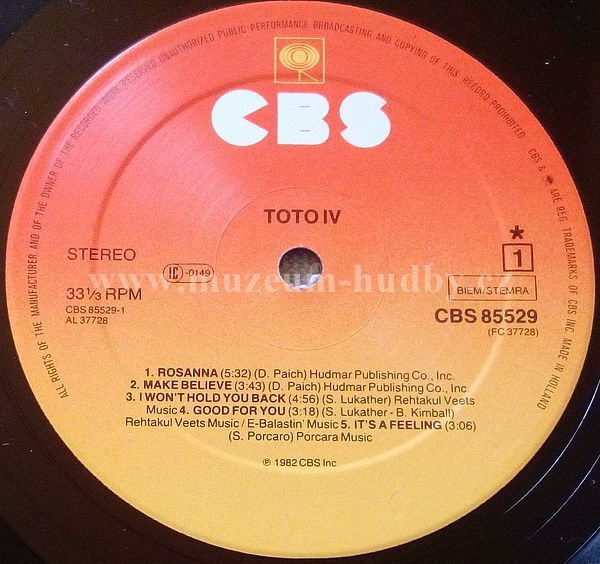 ALL RIGHTS OF THE MANUFACTURER AND OF THE OWNER OF THE RECORDED WORK RESERVED UNAUTHORIZED PUBLIC PERFORMANCE BROADCASTING AND COPYING OF THIS RECORD PROHIBITED. CBS & ARE REG. TRADEMARKS OF CBS INC. MADE IN HOLLAND
CBS
TOTO IV
STEREO
LC -0149
*
1
www.muzeum-hudby.cz
33⅓ RPM
BIEM/STEMRA
CBS 85529-1
CBS 85529
AL 37728
(FC 37728)
1. ROSANNA (5:32) (D. Paich) Hudmar Publishing Co., Inc.
2. MAKE BELIEVE (3:43) (D. Paich) Hudmar Publishing Co., Inc.
3. I WON'T HOLD YOU BACK (4:56) (S. Lukather) Rehtakul Veets
Music 4. GOOD FOR YOU (3:18) (S. Lukather - B. Kimball)
Rehtakul Veets Music / E-Balastin' Music 5. IT'S A FEELING (3:06)
(S. Porcaro) Porcara Music
℗ 1982 CBS Inc.